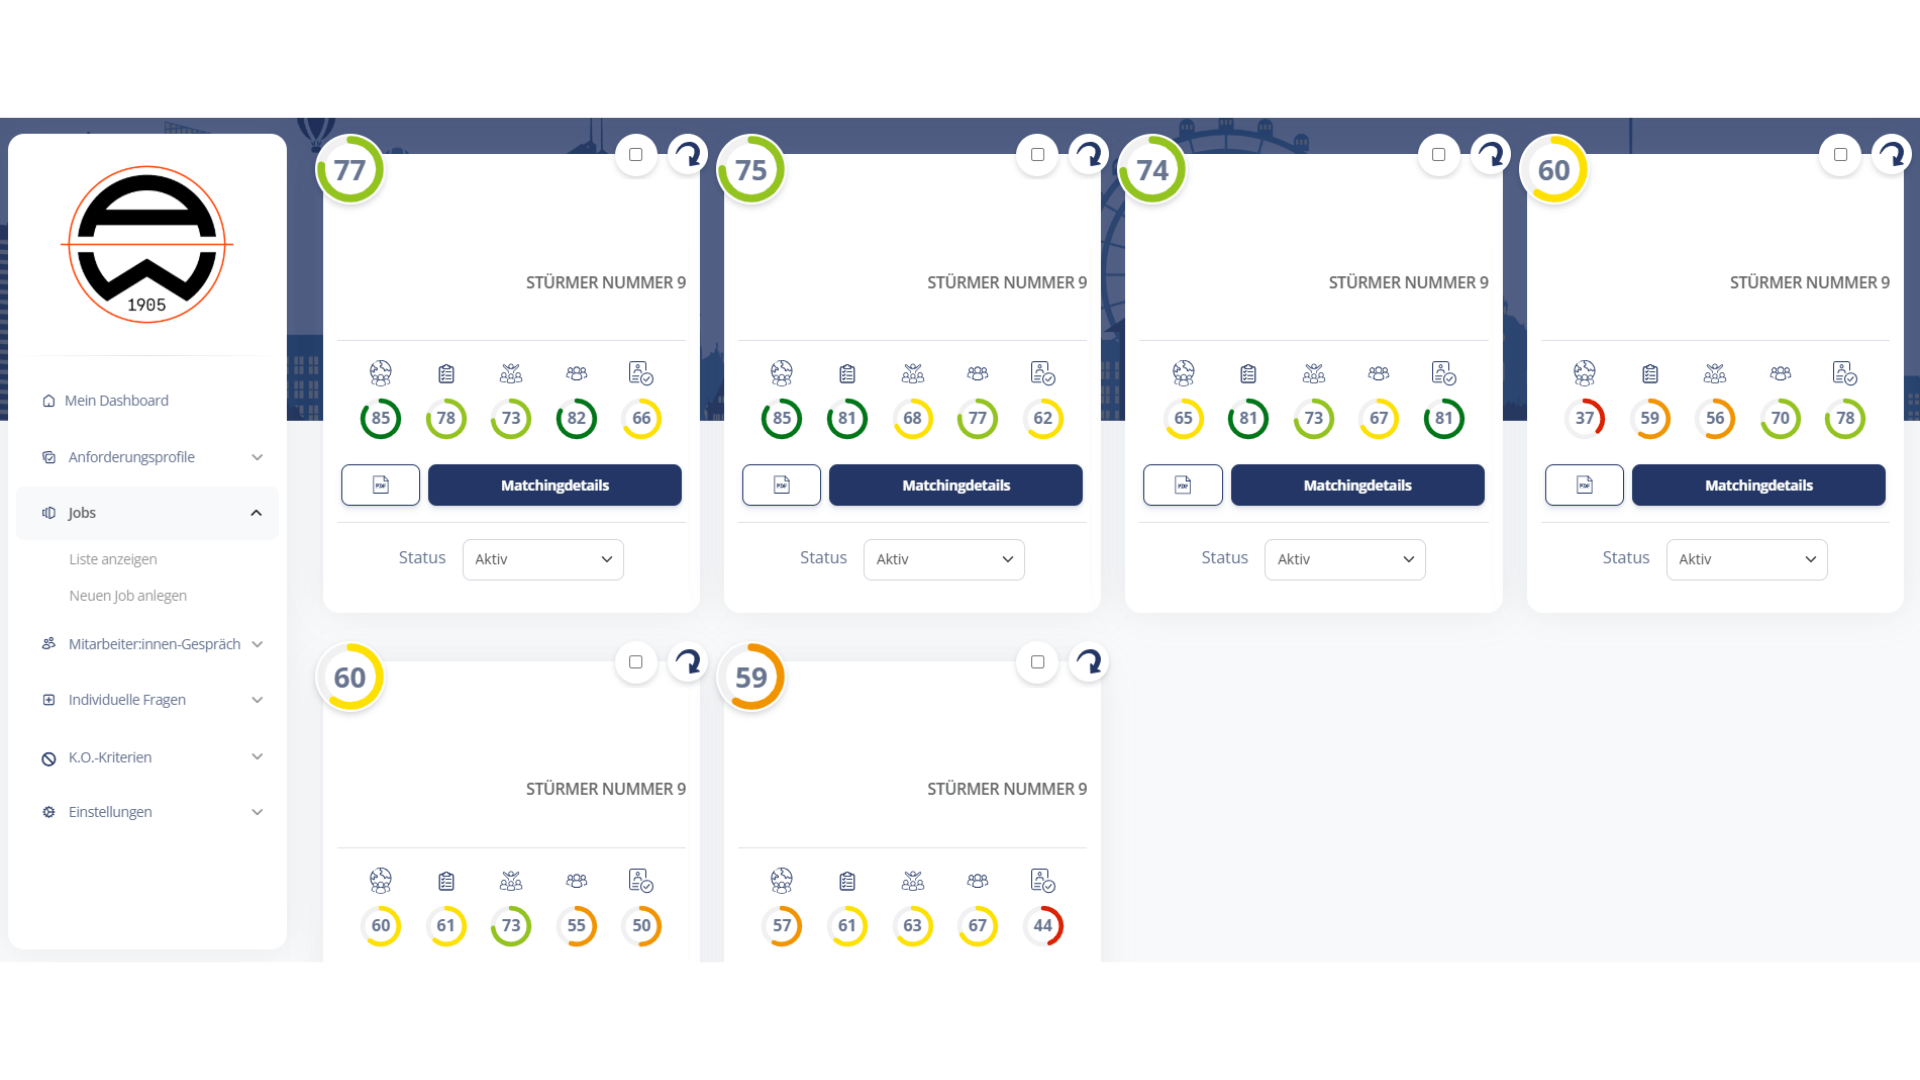 1905
Mein Dashboard
Anforderungsprofile
Jobs
Liste anzeigen
Neuen Job anlegen
Mitarbeiter:innen-Gespräch
Individuelle Fragen
K.O.-Kriterien
Einstellungen
77
STÜRMER NUMMER 9
85 78 73 82 66
PDF Matchingdetails
Status Aktiv
75
STÜRMER NUMMER 9
85 81 68 77 62
PDF Matchingdetails
Status Aktiv
74
STÜRMER NUMMER 9
65 81 73 67 81
PDF Matchingdetails
Status Aktiv
60
STÜRMER NUMMER 9
37 59 56 70 78
PDF Matchingdetails
Status Aktiv
60
STÜRMER NUMMER 9
60 61 73 55 50
59
STÜRMER NUMMER 9
57 61 63 67 44